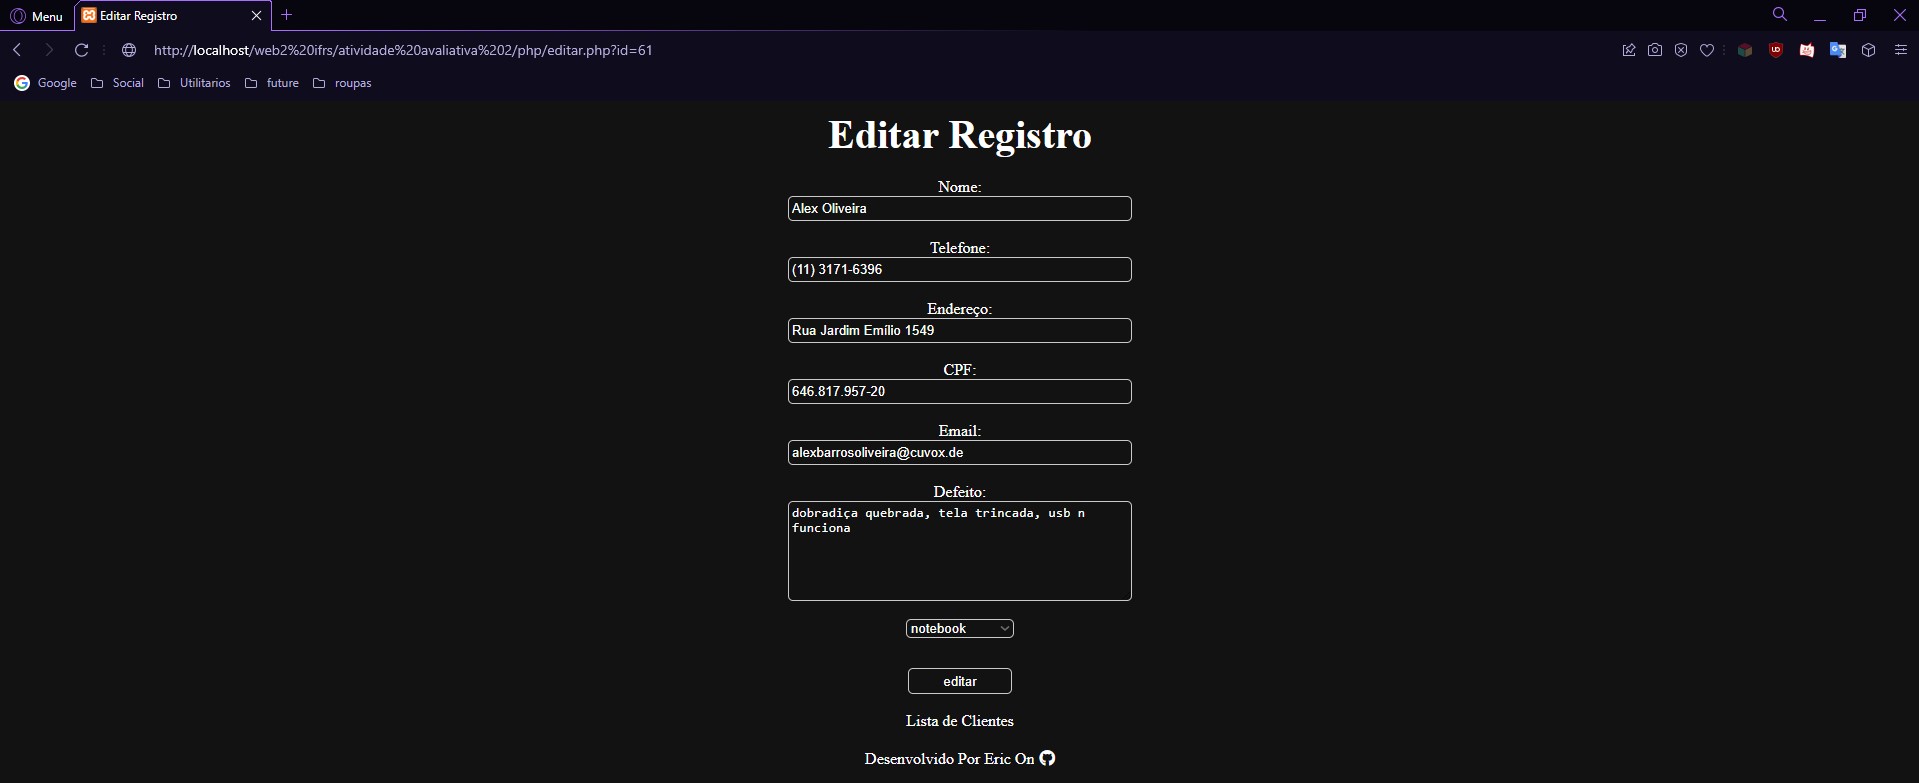 Menu
Editar Registro
http://localhost/web2%20ifrs/atividade%20avaliativa%202/php/editar.php?id=61
Google Social Utilitarios future roupas
Editar Registro
Nome:
Alex Oliveira
Telefone:
(11) 3171-6396
Endereço:
Rua Jardim Emílio 1549
CPF:
646.817.957-20
Email:
alexbarrosoliveira@cuvox.de
Defeito:
dobradiça quebrada, tela trincada, usb n
funciona
notebook
editar
Lista de Clientes
Desenvolvido Por Eric On